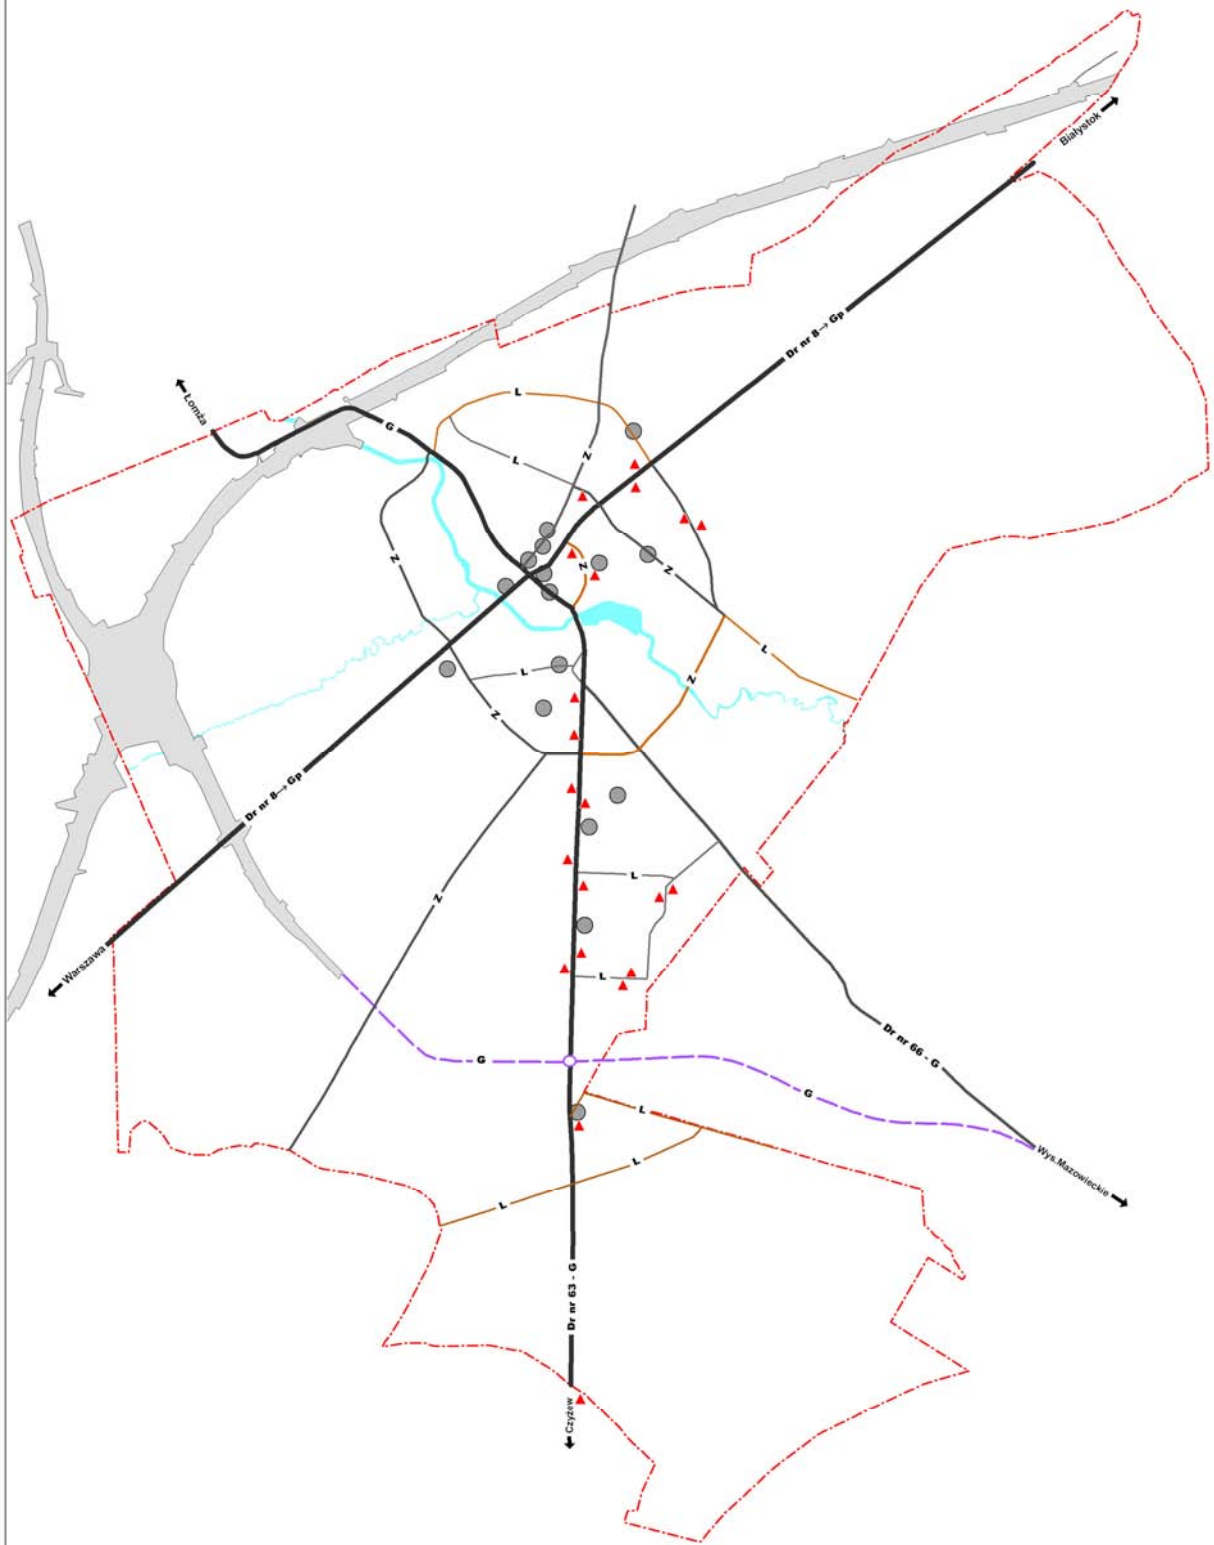 Białystok
Dr nr 8→ Gp
Łomża
L
G
Z
L
Z
Z
Z
L
L
Z
Z
Dr nr 8→ Gp
L
Z
Warszawa
L
Dr nr 66 - G
G
G
L
Wys.Mazowieckie
L
L
Dr nr 63 - G
Czyżew